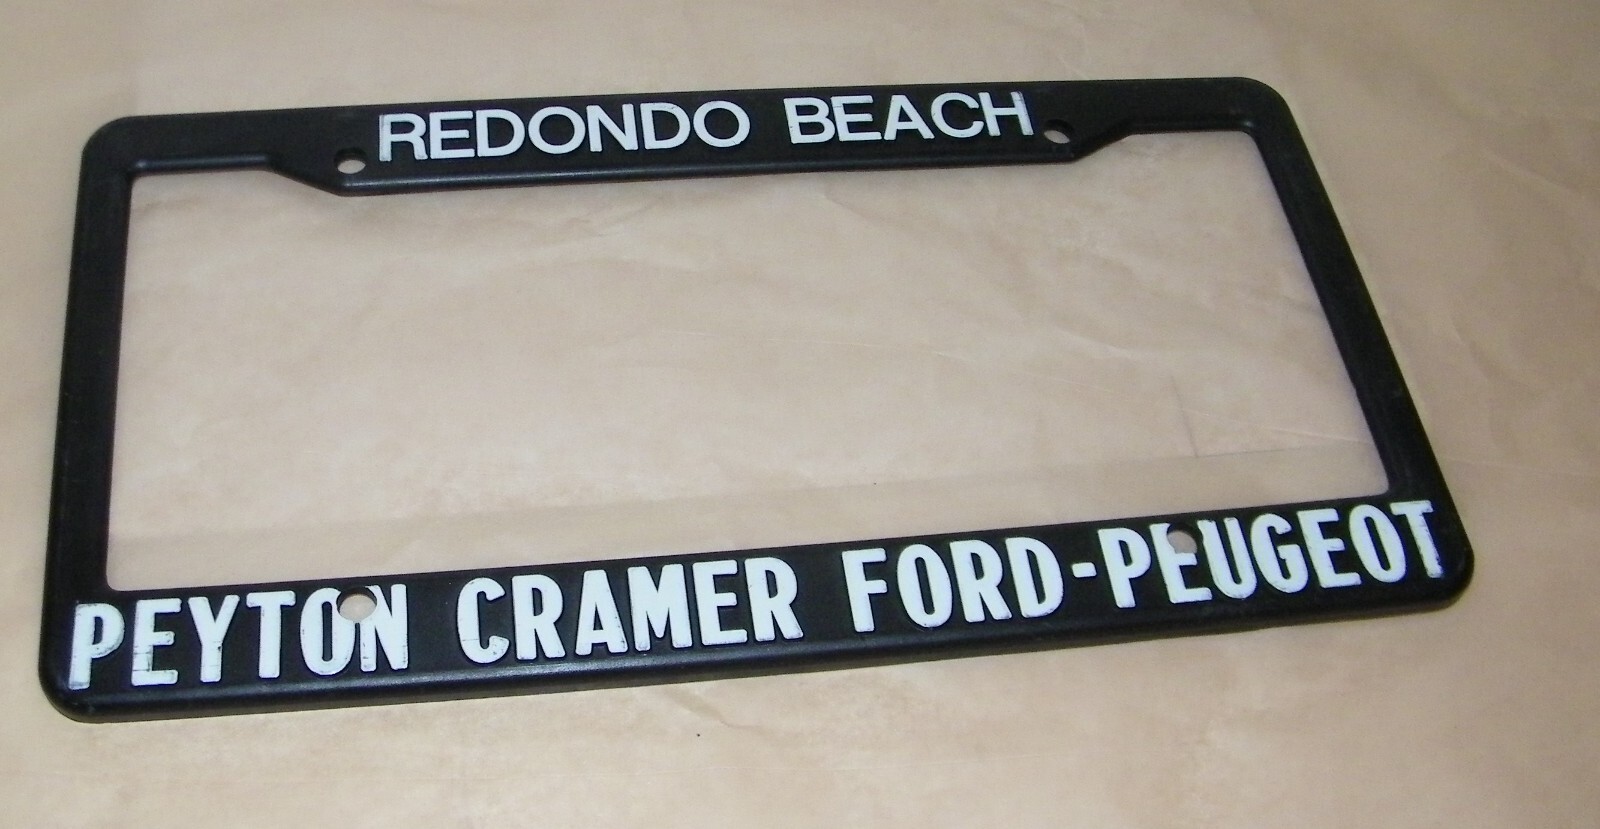 REDONDO BEACH
PEYTON CRAMER FORD-PEUGEOT